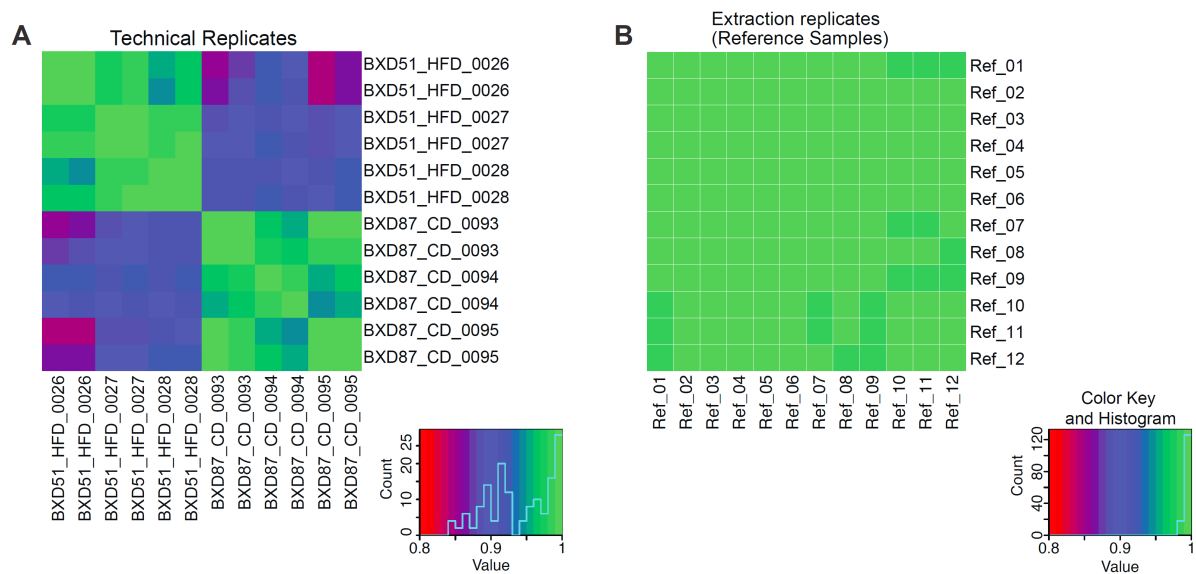 A
Technical Replicates
BXD51_HFD_0026
BXD51_HFD_0026
BXD51_HFD_0027
BXD51_HFD_0027
BXD51_HFD_0028
BXD51_HFD_0028
BXD87_CD_0093
BXD87_CD_0093
BXD87_CD_0094
BXD87_CD_0094
BXD87_CD_0095
BXD87_CD_0095
BXD51_HFD_0026
BXD51_HFD_0026
BXD51_HFD_0027
BXD51_HFD_0027
BXD51_HFD_0028
BXD51_HFD_0028
BXD87_CD_0093
BXD87_CD_0093
BXD87_CD_0094
BXD87_CD_0094
BXD87_CD_0095
BXD87_CD_0095
Count
0 10 25
0.8 0.9 1
Value
B
Extraction replicates
(Reference Samples)
Ref_01
Ref_02
Ref_03
Ref_04
Ref_05
Ref_06
Ref_07
Ref_08
Ref_09
Ref_10
Ref_11
Ref_12
Ref_01
Ref_02
Ref_03
Ref_04
Ref_05
Ref_06
Ref_07
Ref_08
Ref_09
Ref_10
Ref_11
Ref_12
Color Key
and Histogram
Count
0 40 80 120
0.8 0.9 1
Value